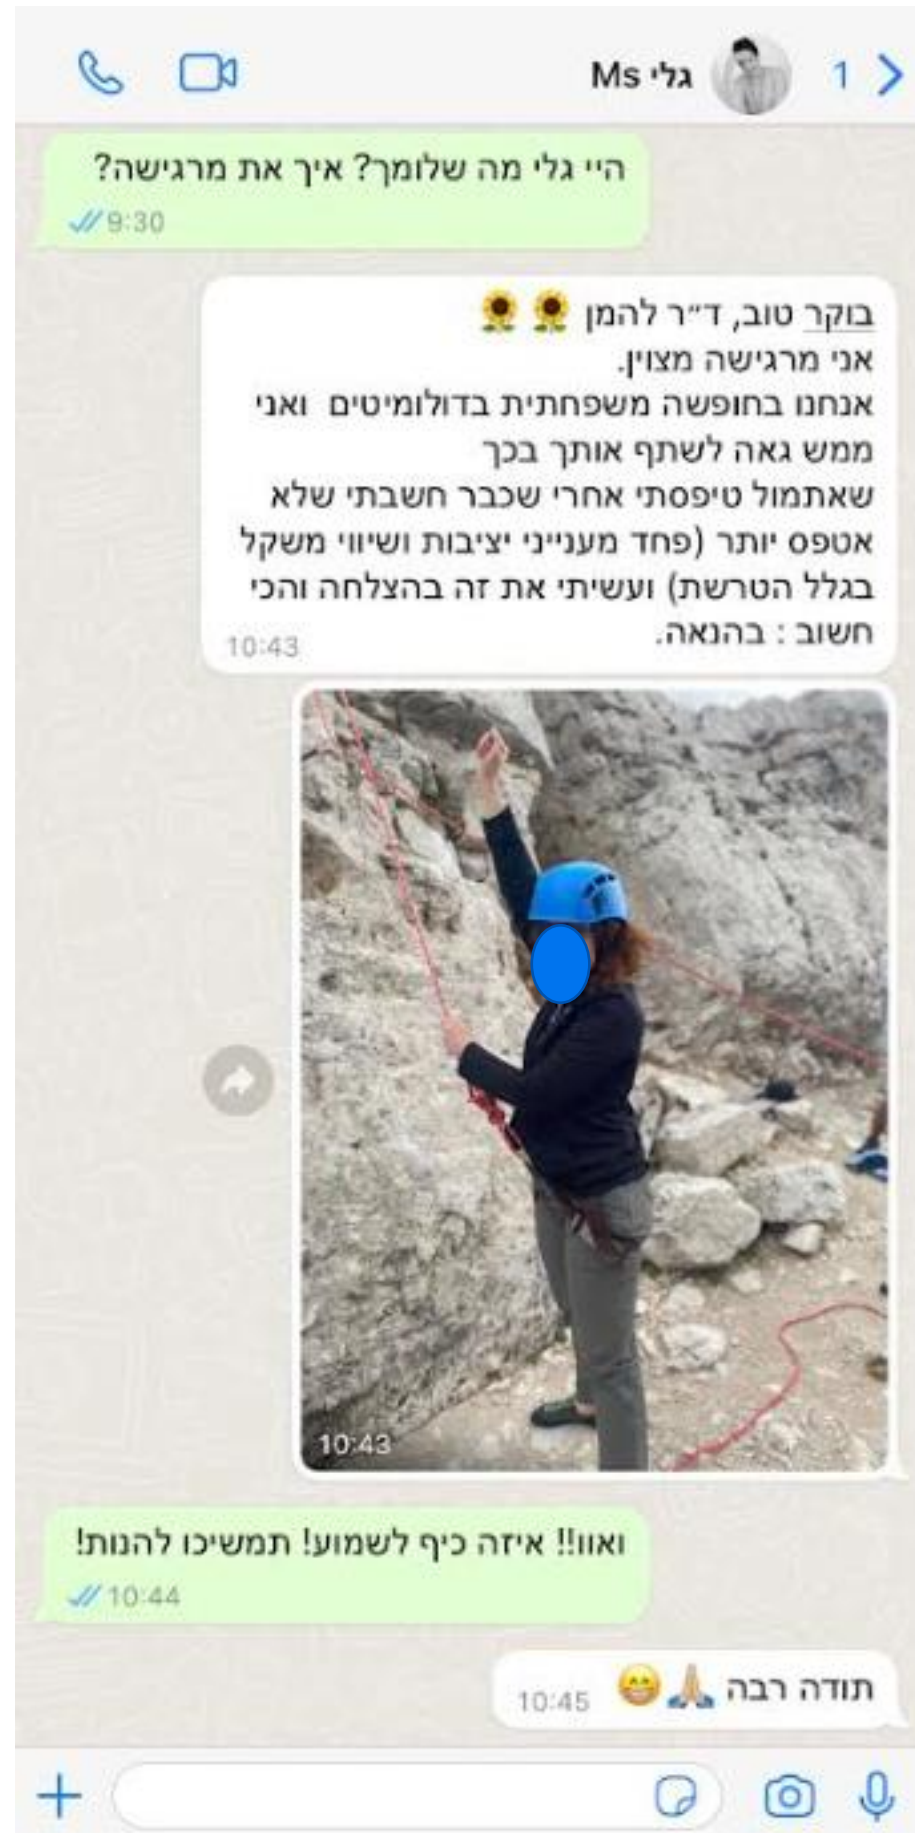 גלי Ms
1
היי גלי מה שלומך? איך את מרגישה?
9:30
בוקר טוב, ד״ר להמן 🌻 🌻
אני מרגישה מצוין.
אנחנו בחופשה משפחתית בדולומיטים ואני
ממש גאה לשתף אותך בכך
שאתמול טיפסתי אחרי שכבר חשבתי שלא
אטפס יותר (פחד מענייני יציבות ושיווי משקל
בגלל הטרשת) ועשיתי את זה בהצלחה והכי
חשוב : בהנאה.
10:43
10:43
ואוו!! איזה כיף לשמוע! תמשיכו להנות!
10:44
תודה רבה 🙏🏼 😁
10:45